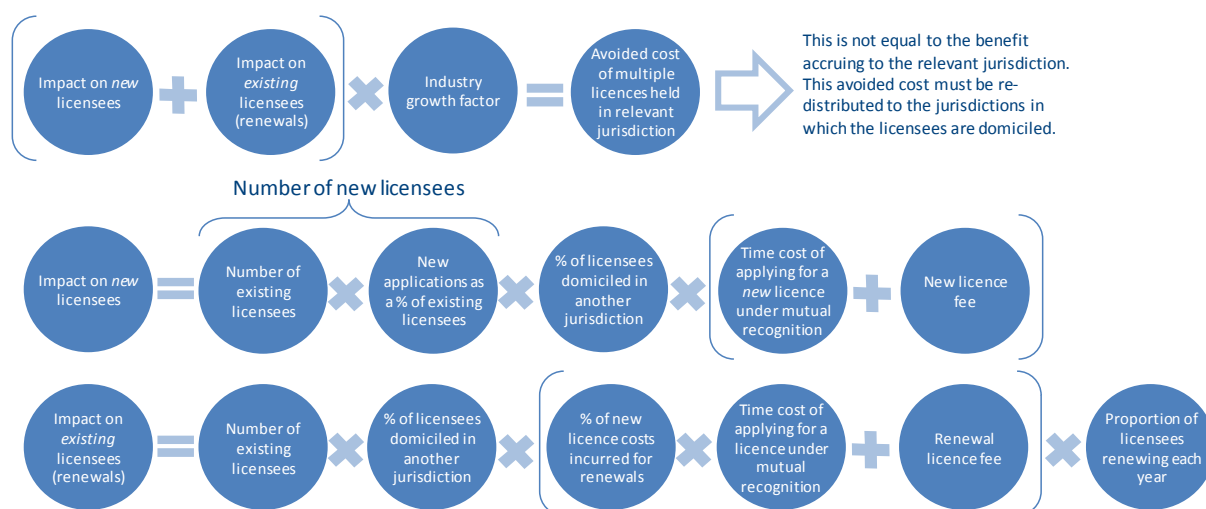 Impact on new
licensees
Impact on
existing
licensees
(renewals)
Industry
growth factor
Avoided cost
of multiple
licences held
in relevant
jurisdiction
This is not equal to the benefit
accruing to the relevant jurisdiction.
This avoided cost must be re-
distributed to the jurisdictions in
which the licensees are domiciled.
Number of new licensees
Impact on new
licensees
Number of
existing
licensees
New
applications as
a % of existing
licensees
% of licensees
domiciled in
another
jurisdiction
Time cost of
applying for a
new licence
under mutual
recognition
New licence
fee
Impact on
existing
licensees
(renewals)
Number of
existing
licensees
% of licensees
domiciled in
another
jurisdiction
% of new
licence costs
incurred for
renewals
Time cost of
applying for a
licence under
mutual
recognition
Renewal
licence fee
Proportion of
licensees
renewing each
year